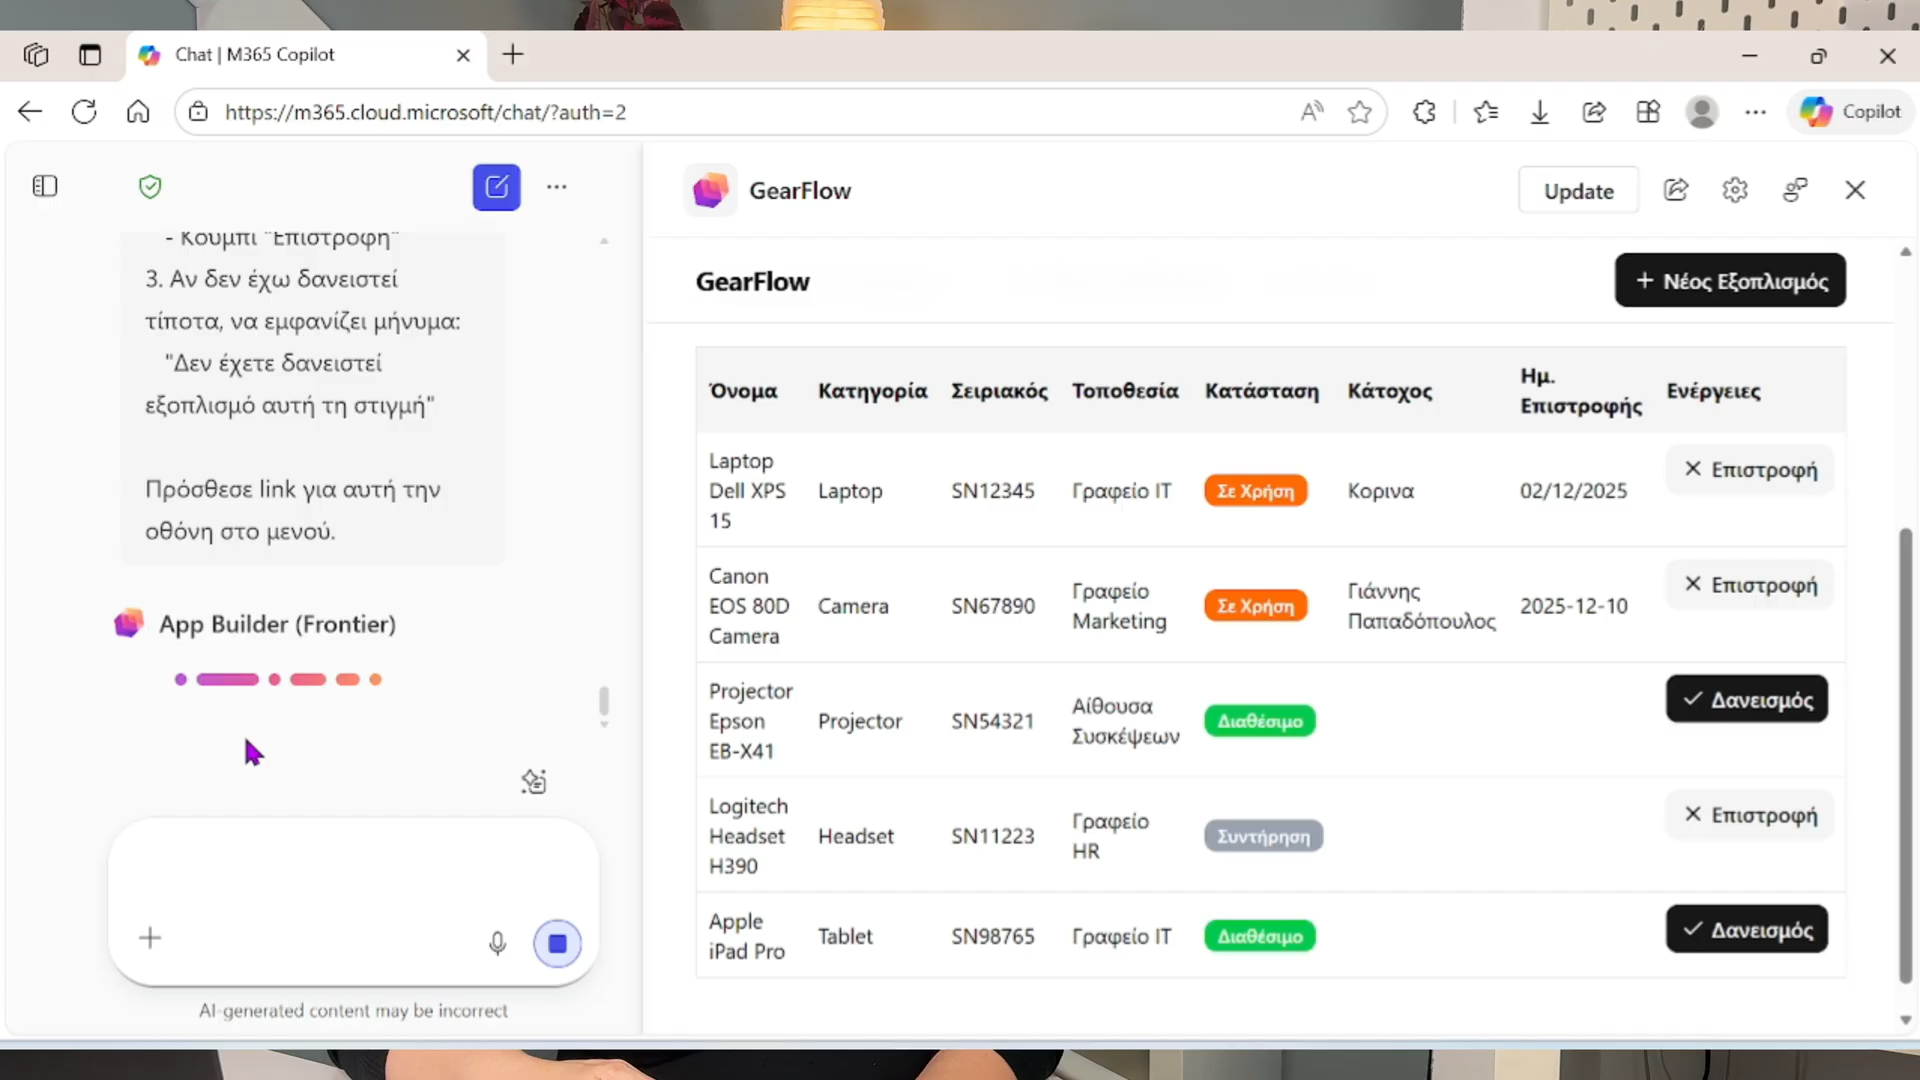 Chat | M365 Copilot
https://m365.cloud.microsoft/chat/?auth=2
Copilot
- Κουμπί "Επιστροφή"
3. Αν δεν έχω δανειστεί
τίποτα, να εμφανίζει μήνυμα:
"Δεν έχετε δανειστεί
εξοπλισμό αυτή τη στιγμή"
Πρόσθεσε link για αυτή την
οθόνη στο μενού.
App Builder (Frontier)
AI-generated content may be incorrect
GearFlow
Update
GearFlow
+ Νέος Εξοπλισμός
Όνομα Κατηγορία Σειριακός Τοποθεσία Κατάσταση Κάτοχος Ημ. Επιστροφής Ενέργειες
Laptop
Dell XPS
15
Laptop SN12345 Γραφείο IT Σε Χρήση Κορινα 02/12/2025 Επιστροφή
Canon
EOS 80D
Camera
Camera SN67890 Γραφείο
Marketing
Σε Χρήση
Γιάννης
Παπαδόπουλος
2025-12-10 Επιστροφή
Projector
Epson
EB-X41
Projector SN54321 Αίθουσα
Συσκέψεων
Διαθέσιμο Δανεισμός
Logitech
Headset
H390
Headset SN11223 Γραφείο
HR
Συντήρηση Επιστροφή
Apple
iPad Pro
Tablet SN98765 Γραφείο IT Διαθέσιμο Δανεισμός